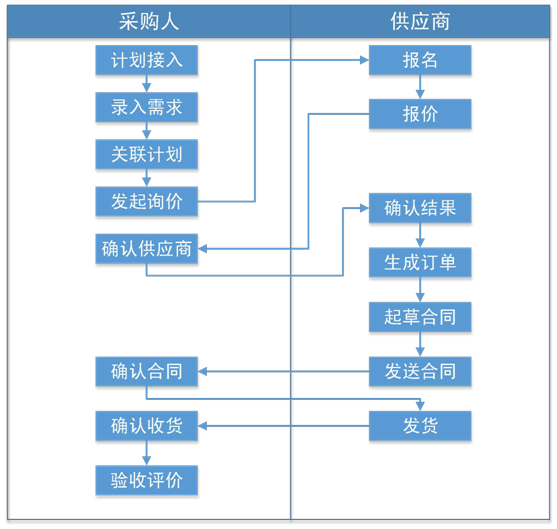 采购人
供应商
计划接入
报名
录入需求
报价
关联计划
发起询价
确认结果
确认供应商
生成订单
起草合同
确认合同
发送合同
确认收货
发货
验收评价